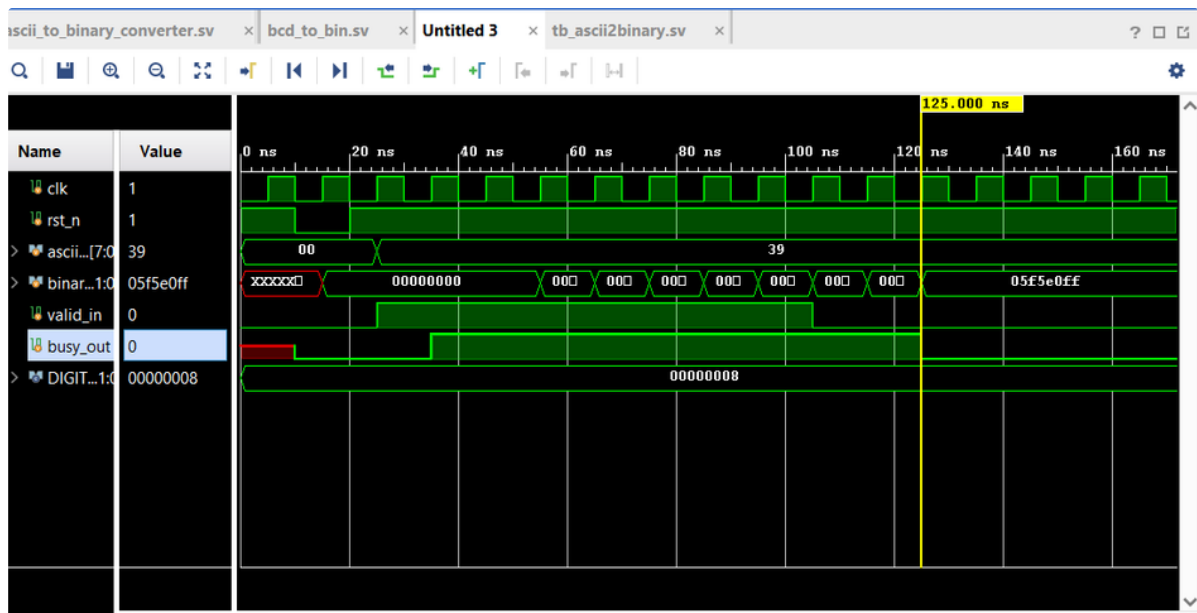 ascii_to_binary_converter.sv × bcd_to_bin.sv × Untitled 3 × tb_ascii2binary.sv × ?
125.000 ns
Name Value 0 ns 20 ns 40 ns 60 ns 80 ns 100 ns 120 ns 140 ns 160 ns
clk 1
rst_n 1
ascii...[7:0 39 00 39
binar...1:0 05f5e0ff XXXXX 00000000 00 00 00 00 00 00 00 05f5e0ff
valid_in 0
busy_out 0
DIGIT...1:0 00000008 00000008